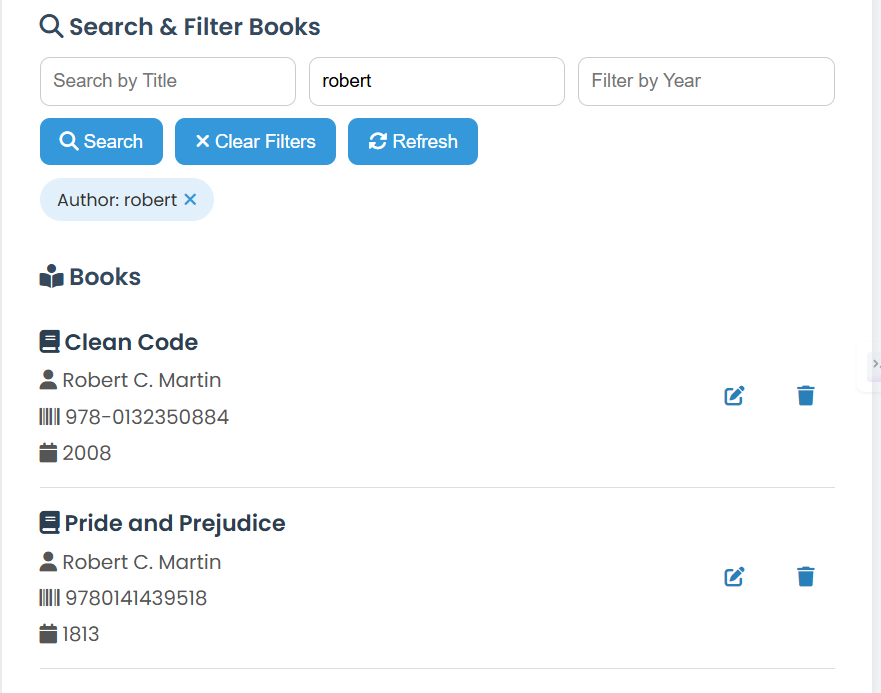 Search & Filter Books
Search by Title
robert
Filter by Year
Search
Clear Filters
Refresh
Author: robert ×
Books
Clean Code
Robert C. Martin
978-0132350884
2008
Pride and Prejudice
Robert C. Martin
9780141439518
1813